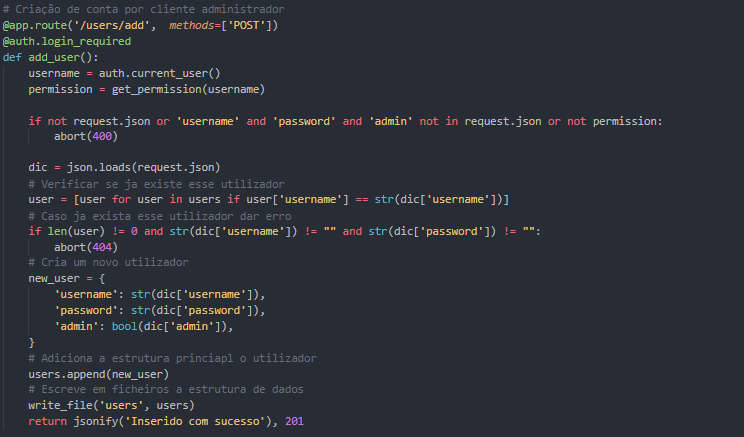 # Criação de conta por cliente administrador
@app.route('/users/add',  methods=['POST'])
@auth.login_required
def add_user():
    username = auth.current_user()
    permission = get_permission(username)

    if not request.json or 'username' and 'password' and 'admin' not in request.json or not permission:
        abort(400)

    dic = json.loads(request.json)
    # Verificar se ja existe esse utilizador
    user = [user for user in users if user['username'] == str(dic['username'])]
    # Caso ja exista esse utilizador dar erro
    if len(user) != 0 and str(dic['username']) != "" and str(dic['password']) != "":
        abort(404)
    # Cria um novo utilizador
    new_user = {
        'username': str(dic['username']),
        'password': str(dic['password']),
        'admin': bool(dic['admin']),
    }
    # Adiciona a estrutura princiapl o utilizador
    users.append(new_user)
    # Escreve em ficheiros a estrutura de dados
    write_file('users', users)
    return jsonify('Inserido com sucesso'), 201